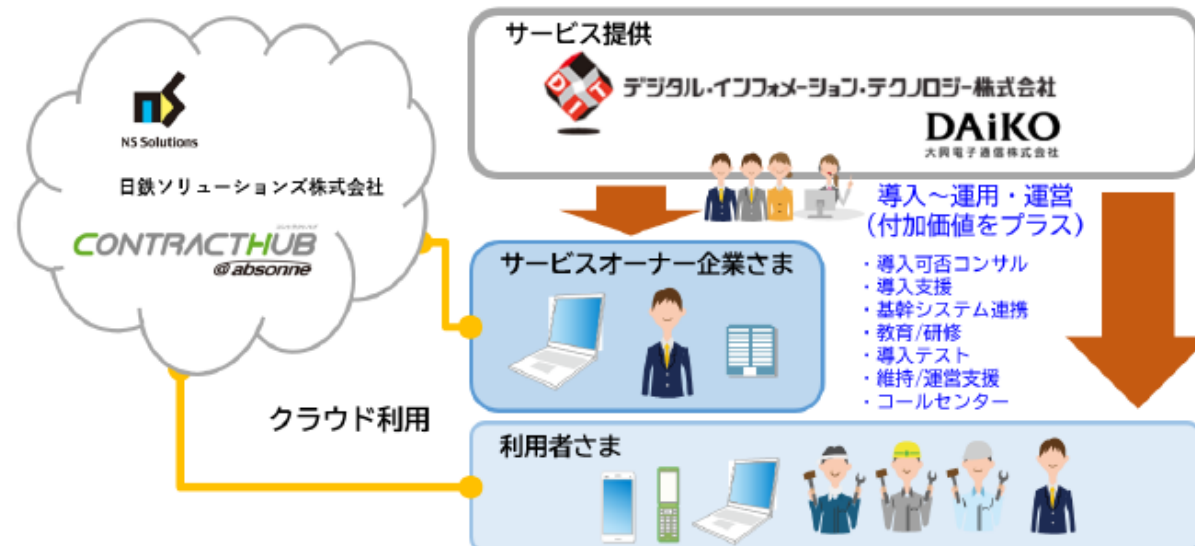 NS Solutions
日鉄ソリューションズ株式会社
CONTRACTHUB
@absonne
クラウド利用
サービス提供
DIT
デジタル・インフォメーション・テクノロジー株式会社
DAiKO
大興電子通信株式会社
導入～運用・運営
(付加価値をプラス)
・導入可否コンサル
・導入支援
・基幹システム連携
・教育/研修
・導入テスト
・維持/運営支援
・コールセンター
サービスオーナー企業さま
利用者さま